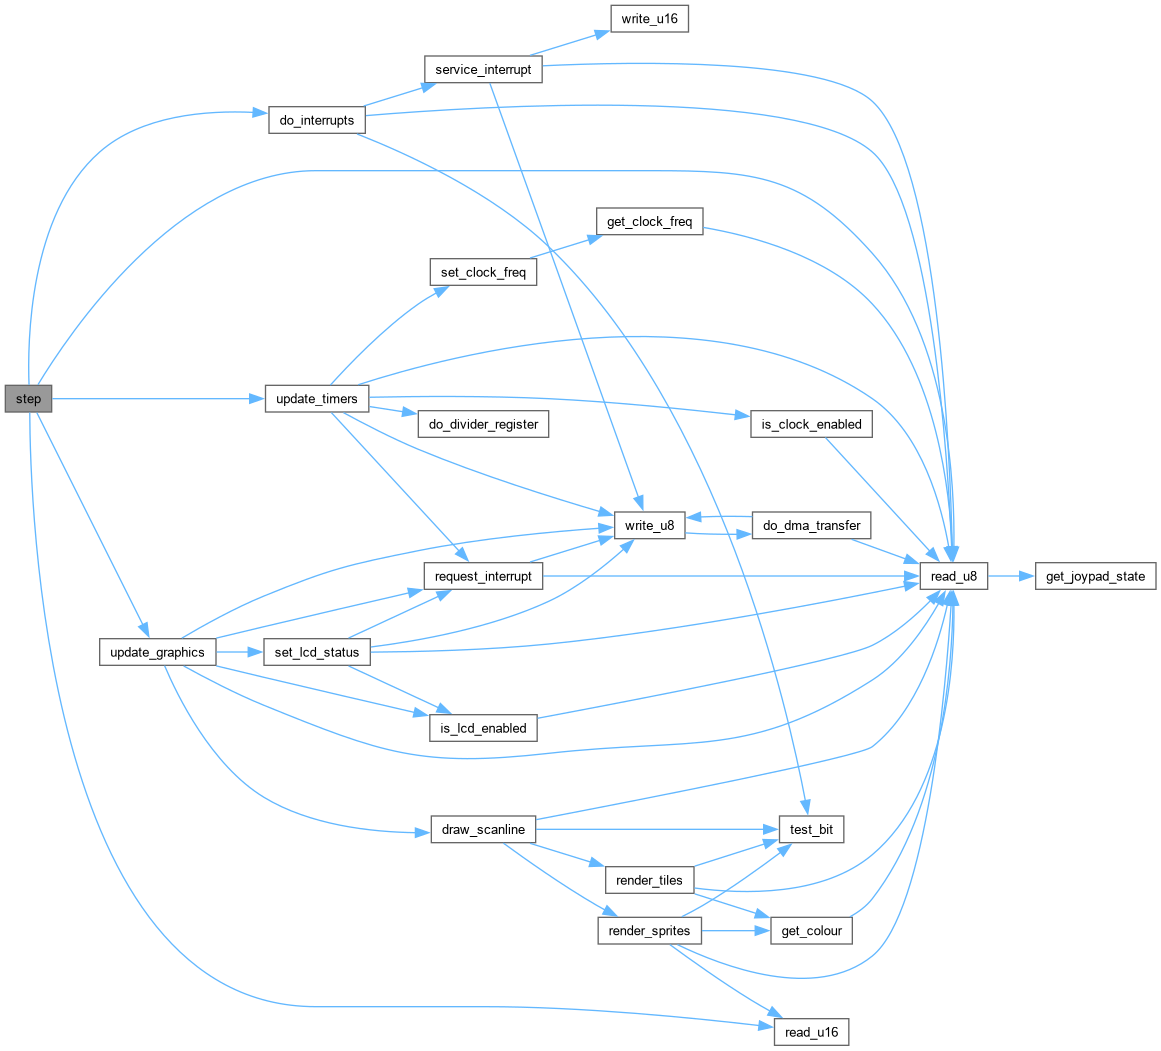 write_u16
service_interrupt
do_interrupts
get_clock_freq
set_clock_freq
step
update_timers
do_divider_register
is_clock_enabled
write_u8
do_dma_transfer
request_interrupt
read_u8
get_joypad_state
update_graphics
set_lcd_status
is_lcd_enabled
draw_scanline
test_bit
render_tiles
render_sprites
get_colour
read_u16